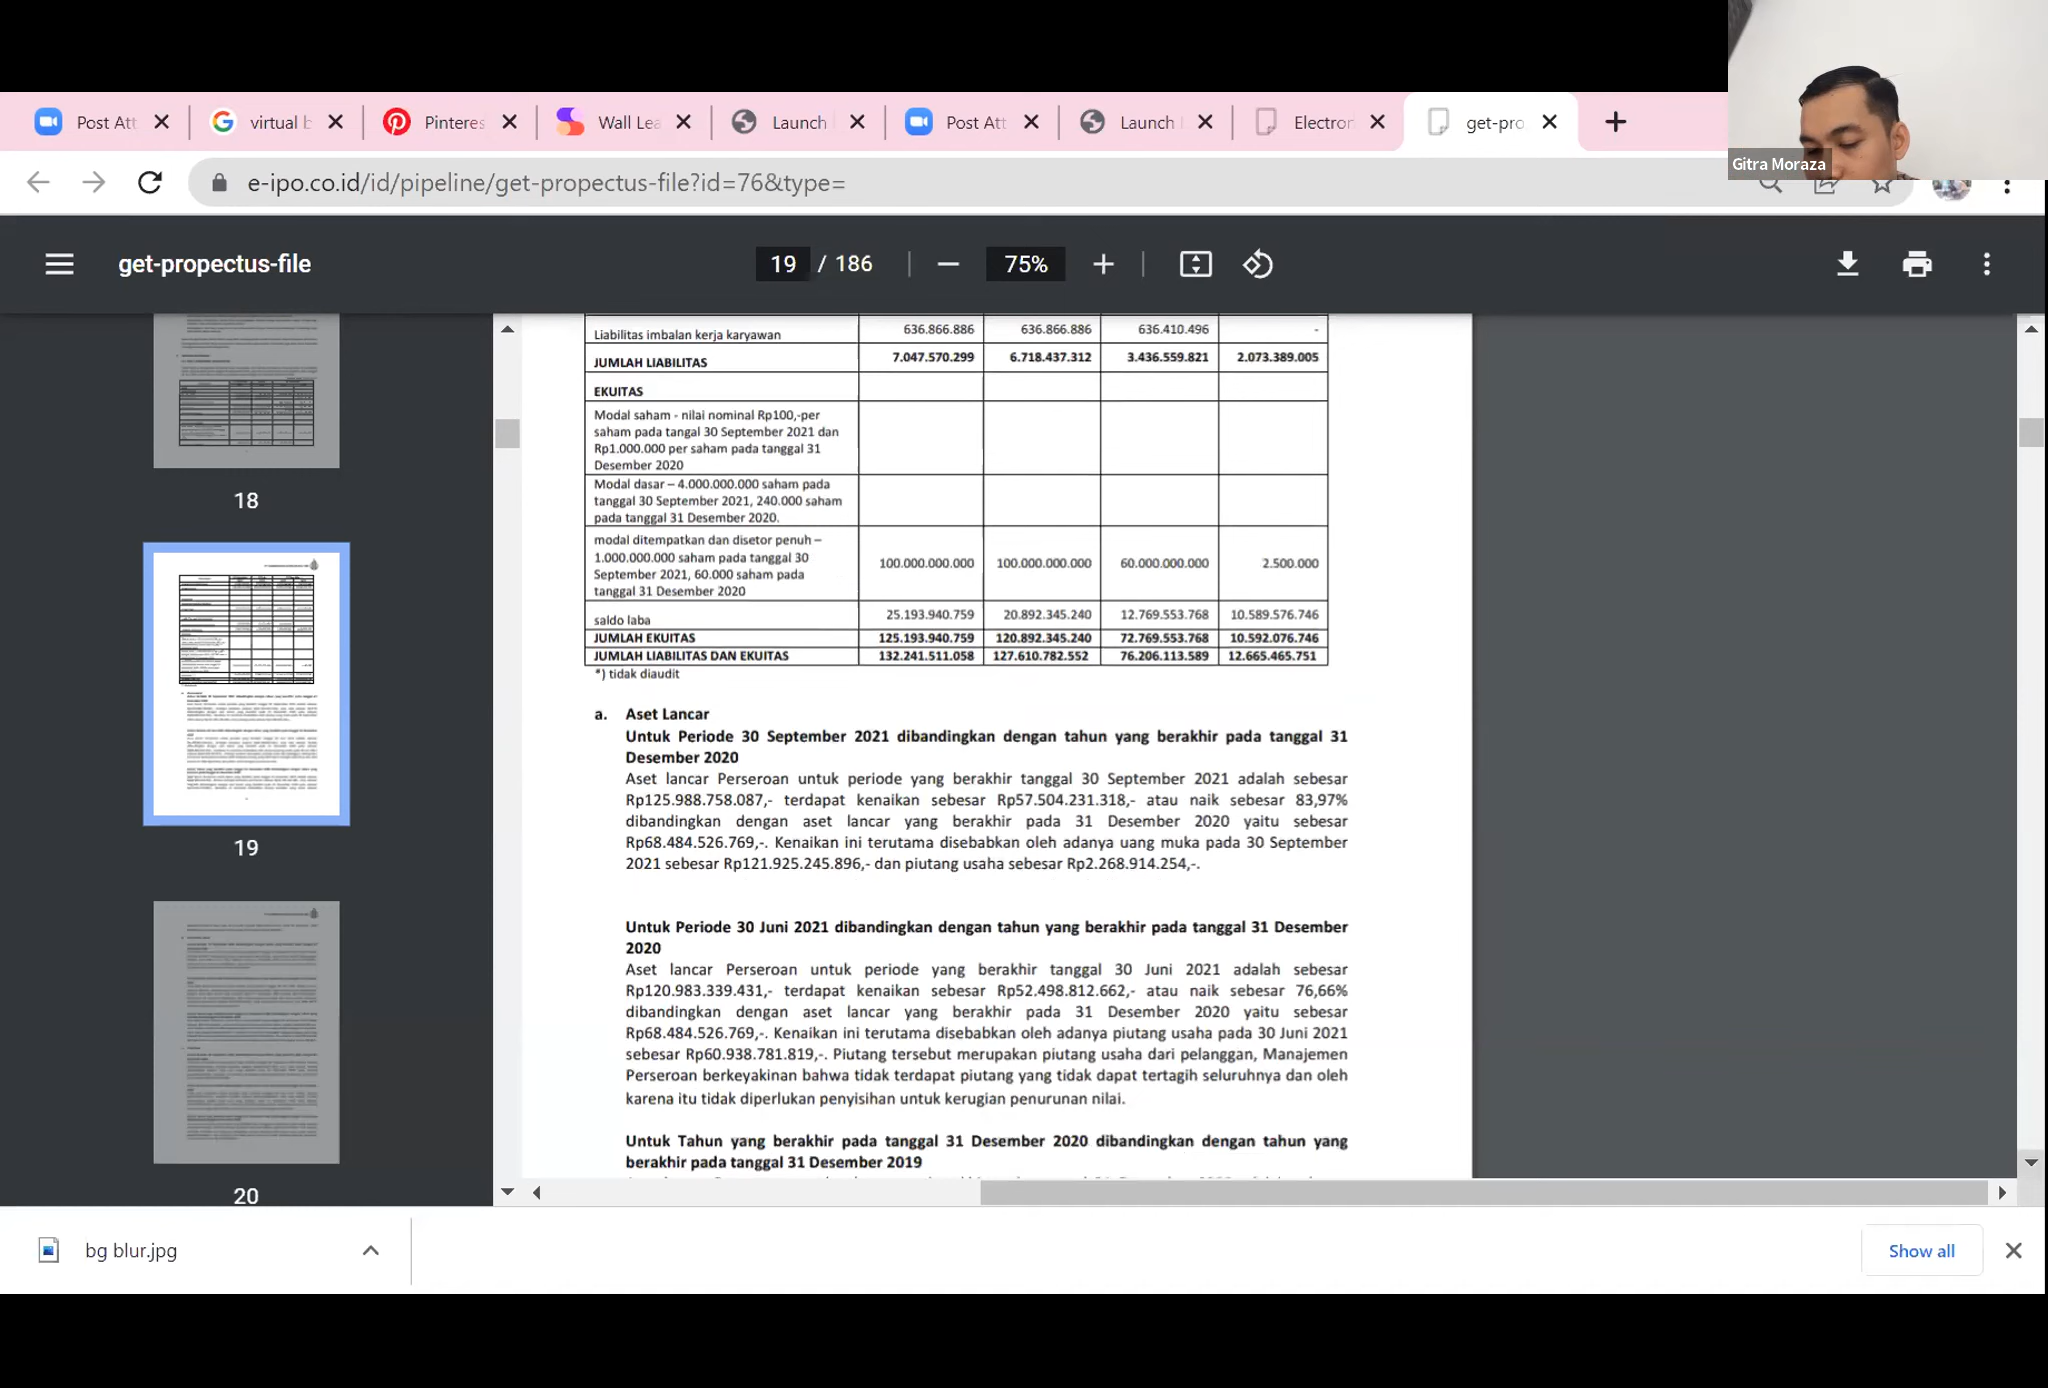 Post Att
virtual b
Pinteres
Wall Lea
Launch
Post Att
Launch
Electron
get-pro
Gitra Moraza
e-ipo.co.id/id/pipeline/get-propectus-file?id=76&type=
get-propectus-file
19 / 186
75%
18
19
20
Liabilitas imbalan kerja karyawan 636.866.886 636.866.886 636.410.496 -
JUMLAH LIABILITAS 7.047.570.299 6.718.437.312 3.436.559.821 2.073.389.005
EKUITAS
Modal saham - nilai nominal Rp100,-per
saham pada tangal 30 September 2021 dan
Rp1.000.000 per saham pada tanggal 31
Desember 2020
Modal dasar – 4.000.000.000 saham pada
tanggal 30 September 2021, 240.000 saham
pada tanggal 31 Desember 2020.
modal ditempatkan dan disetor penuh –
1.000.000.000 saham pada tanggal 30
September 2021, 60.000 saham pada
tanggal 31 Desember 2020
100.000.000.000 100.000.000.000 60.000.000.000 2.500.000
saldo laba 25.193.940.759 20.892.345.240 12.769.553.768 10.589.576.746
JUMLAH EKUITAS 125.193.940.759 120.892.345.240 72.769.553.768 10.592.076.746
JUMLAH LIABILITAS DAN EKUITAS 132.241.511.058 127.610.782.552 76.206.113.589 12.665.465.751
*) tidak diaudit
a. Aset Lancar
Untuk Periode 30 September 2021 dibandingkan dengan tahun yang berakhir pada tanggal 31
Desember 2020
Aset lancar Perseroan untuk periode yang berakhir tanggal 30 September 2021 adalah sebesar
Rp125.988.758.087,- terdapat kenaikan sebesar Rp57.504.231.318,- atau naik sebesar 83,97%
dibandingkan dengan aset lancar yang berakhir pada 31 Desember 2020 yaitu sebesar
Rp68.484.526.769,-. Kenaikan ini terutama disebabkan oleh adanya uang muka pada 30 September
2021 sebesar Rp121.925.245.896,- dan piutang usaha sebesar Rp2.268.914.254,-.
Untuk Periode 30 Juni 2021 dibandingkan dengan tahun yang berakhir pada tanggal 31 Desember
2020
Aset lancar Perseroan untuk periode yang berakhir tanggal 30 Juni 2021 adalah sebesar
Rp120.983.339.431,- terdapat kenaikan sebesar Rp52.498.812.662,- atau naik sebesar 76,66%
dibandingkan dengan aset lancar yang berakhir pada 31 Desember 2020 yaitu sebesar
Rp68.484.526.769,-. Kenaikan ini terutama disebabkan oleh adanya piutang usaha pada 30 Juni 2021
sebesar Rp60.938.781.819,-. Piutang tersebut merupakan piutang usaha dari pelanggan, Manajemen
Perseroan berkeyakinan bahwa tidak terdapat piutang yang tidak dapat tertagih seluruhnya dan oleh
karena itu tidak diperlukan penyisihan untuk kerugian penurunan nilai.
Untuk Tahun yang berakhir pada tanggal 31 Desember 2020 dibandingkan dengan tahun yang
berakhir pada tanggal 31 Desember 2019
bg blur.jpg
Show all